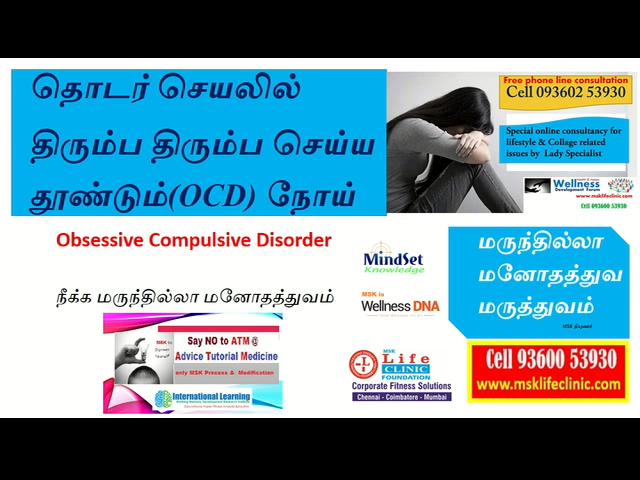 தொடர் செயலில்
திரும்ப திரும்ப செய்ய
தூண்டும்(OCD) நோய்
Free phone line consultation
Cell 093602 53930
Special online consultancy for
lifestyle & Collage related
issues by Lady Specialist
Wellness
Development Forum
www.msklifeclinic.com
Cell 093600 53930
Obsessive Compulsive Disorder
நீக்க மருந்தில்லா மனோதத்துவம்
MindSet
Knowledge
MSK is
Wellness DNA
மருந்தில்லா
மனோதத்துவ
மருத்துவம்
MSK
Say NO to ATM @
Advice Tutorial Medicine
only MSK Process & Modification
International Learning
MSK
Life
CLINIC
FOUNDATION
Corporate Fitness Solutions
Chennai - Coimbatore - Mumbai
Cell 93600 53930
www.msklifeclinic.com